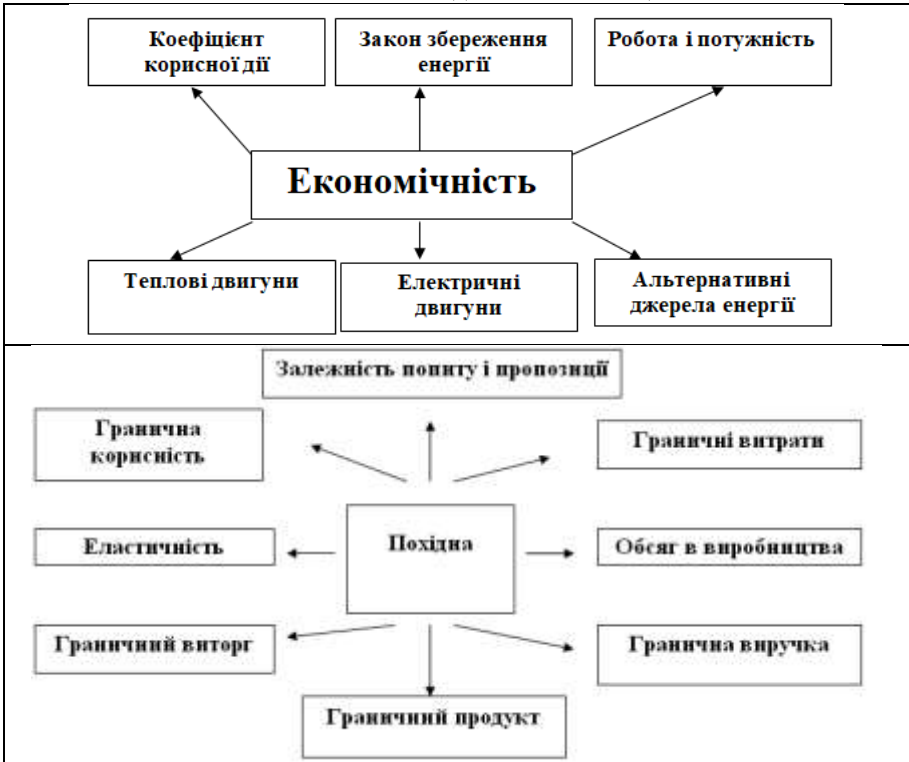 Коефіцієнт
корисної дії
Закон збереження
енергії
Робота і потужність
Економічність
Теплові двигуни
Електричні
двигуни
Альтернативні
джерела енергії
Залежність попиту і пропозиції
Гранична
корисність
Граничні витрати
Еластичність
Похідна
Обсяг в виробництва
Граничний виторг
Гранична виручка
Граничний продукт